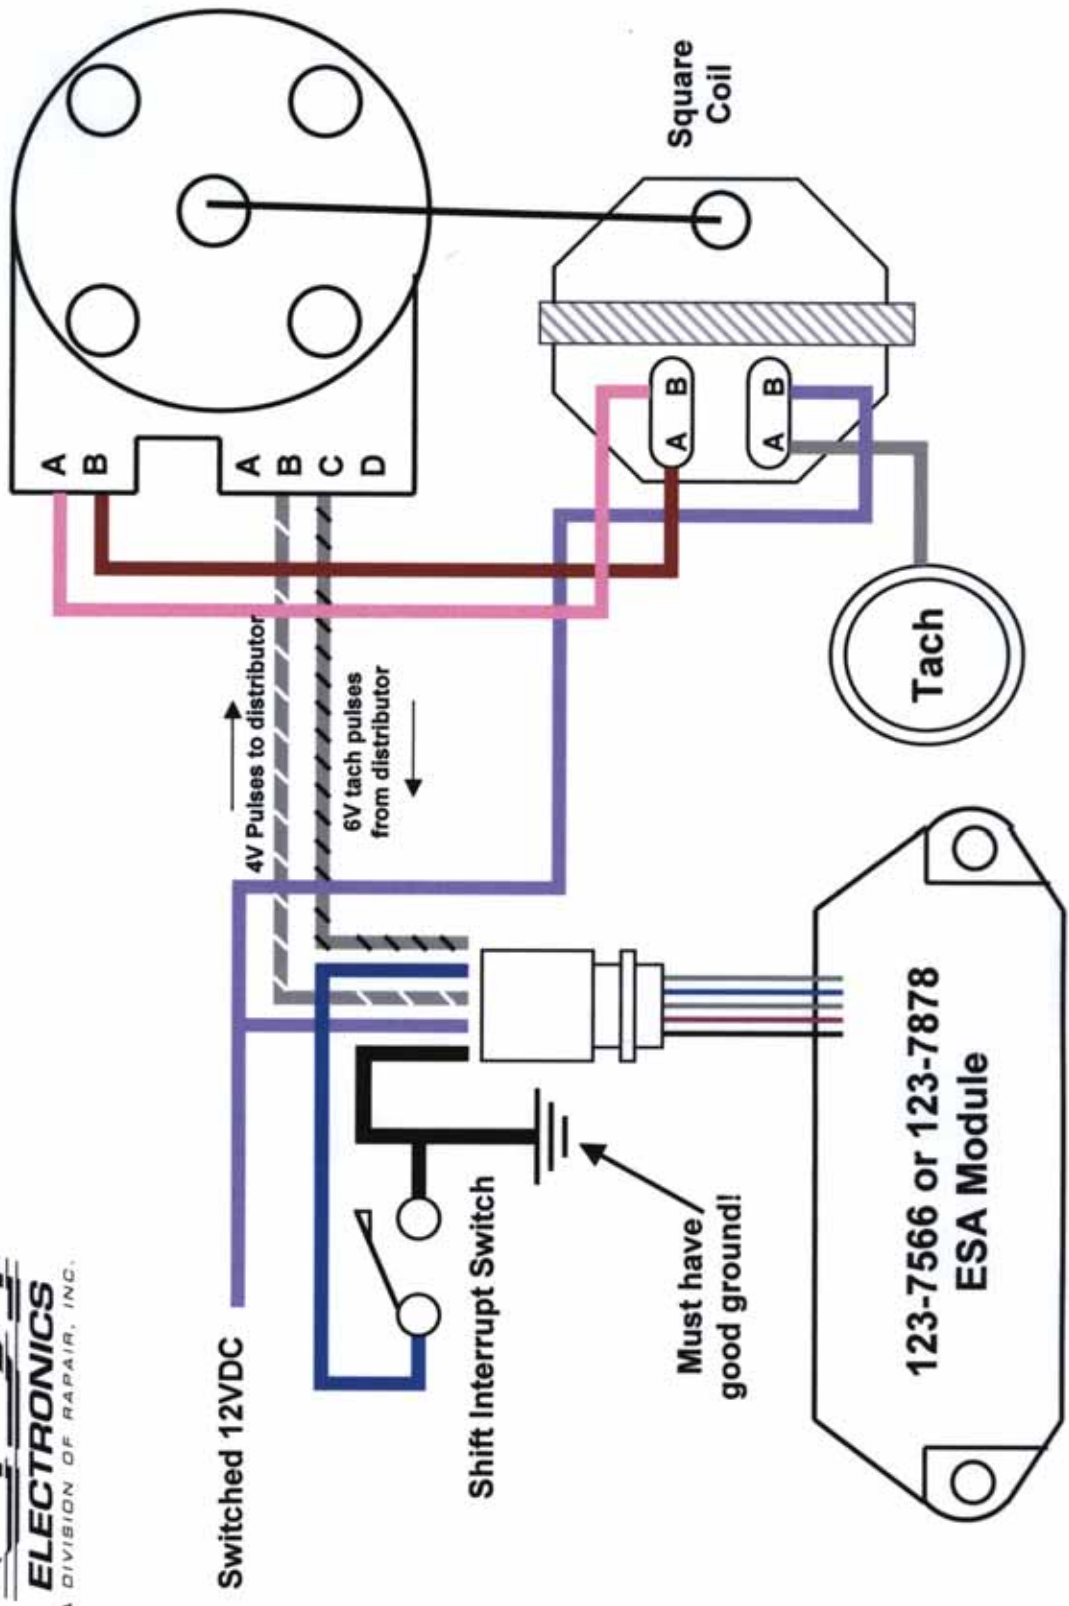 ELECTRONICS
DIVISION OF RAPAIR, INC.
Switched 12VDC
Shift Interrupt Switch
Must have
good ground!
4V Pulses to distributor
6V tach pulses
from distributor
A
B
A
B
C
D
Square
Coil
A B
A B
Tach
123-7566 or 123-7878
ESA Module